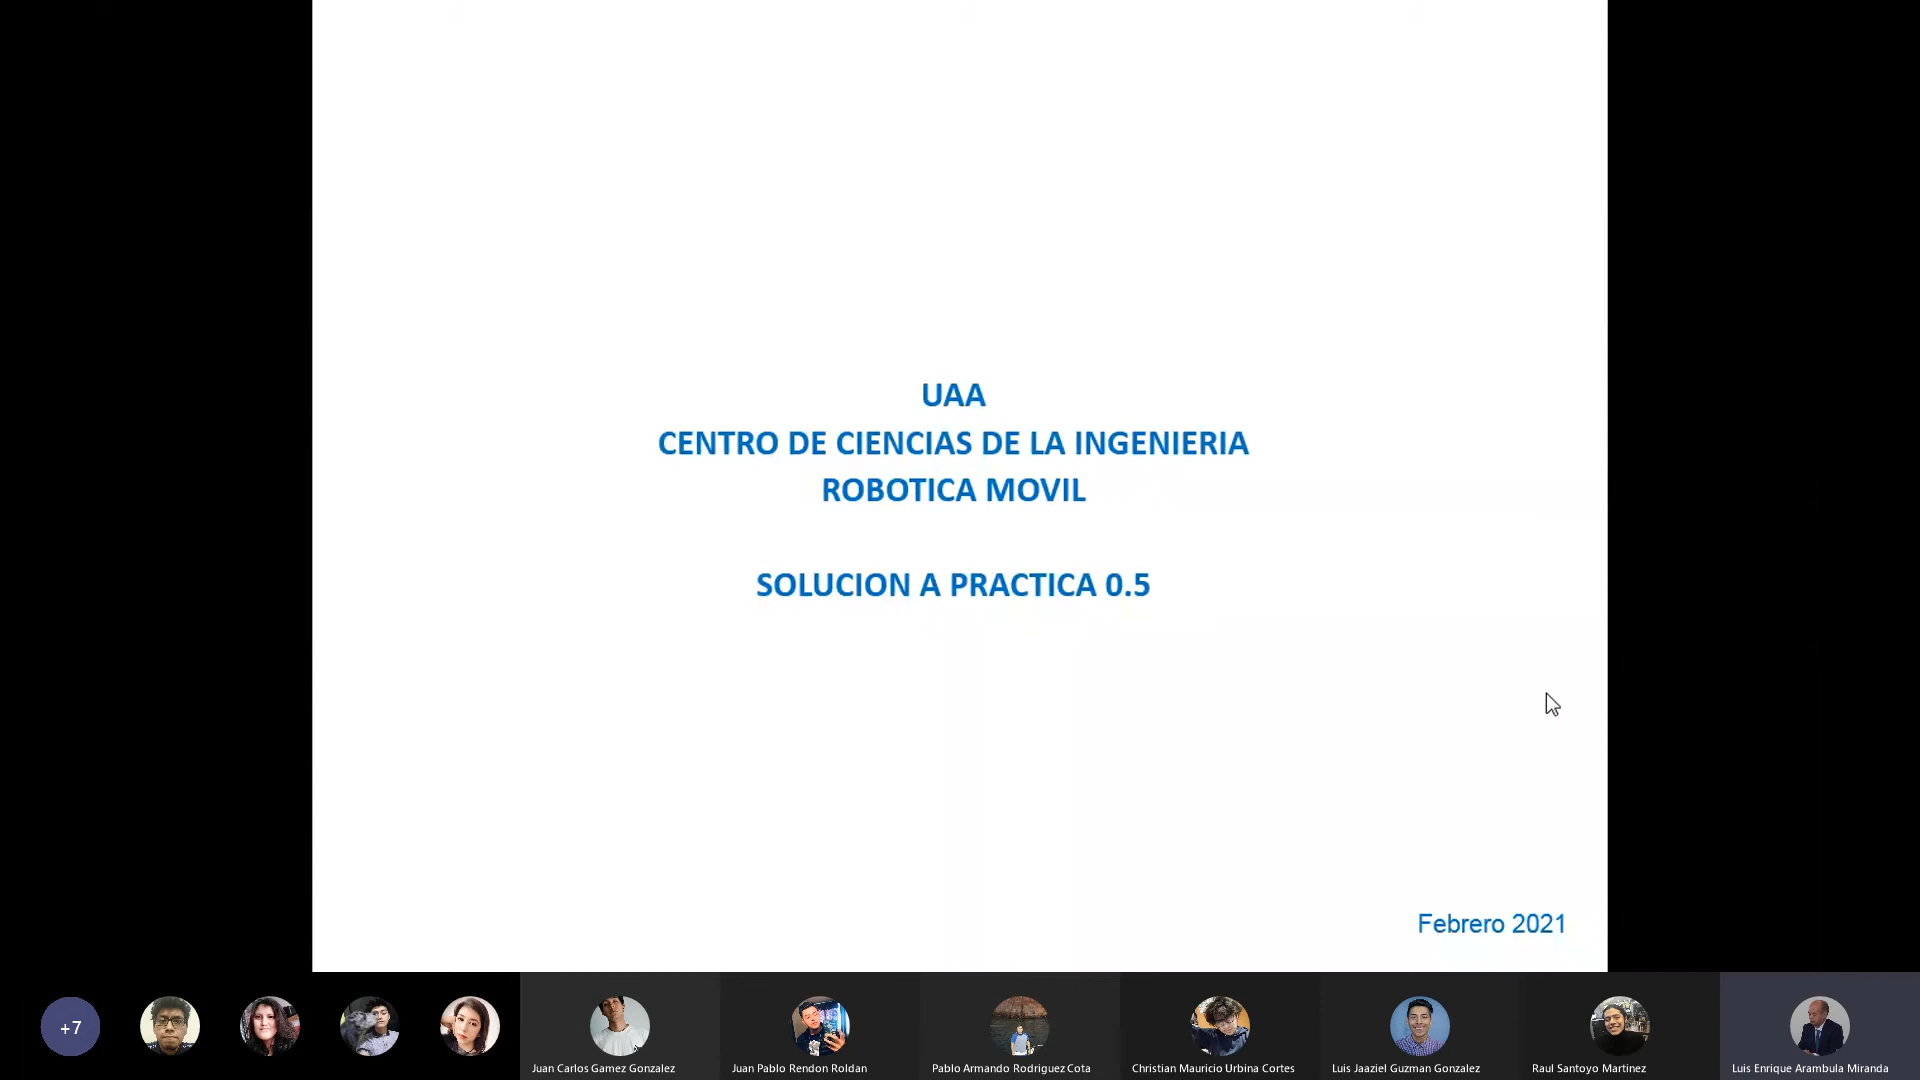 UAA
CENTRO DE CIENCIAS DE LA INGENIERIA
ROBOTICA MOVIL
SOLUCION A PRACTICA 0.5
Febrero 2021
+7
Juan Carlos Gamez Gonzalez
Juan Pablo Rendon Roldan
Pablo Armando Rodriguez Cota
Christian Mauricio Urbina Cortes
Luis Jaaziel Guzman Gonzalez
Raul Santoyo Martinez
Luis Enrique Arambula Miranda